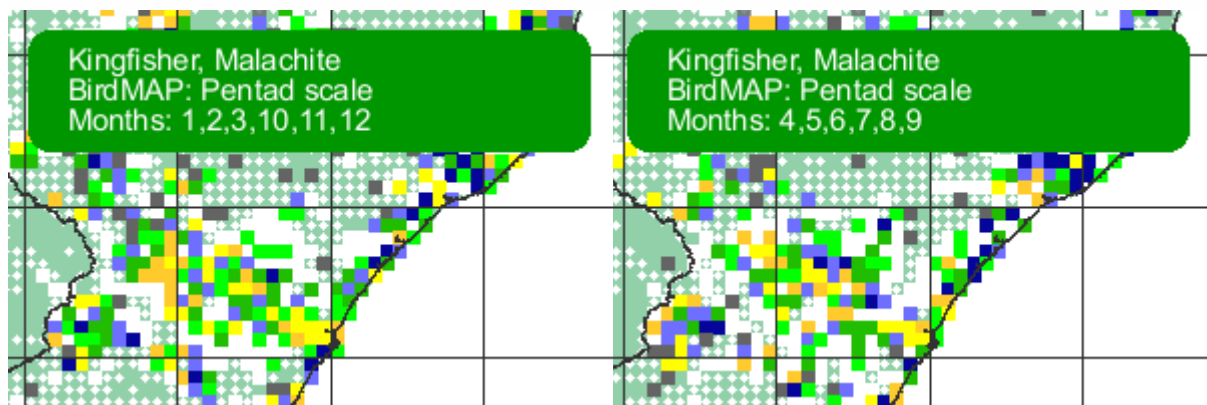 Kingfisher, Malachite
BirdMAP: Pentad scale
Months: 1,2,3,10,11,12
Kingfisher, Malachite
BirdMAP: Pentad scale
Months: 4,5,6,7,8,9